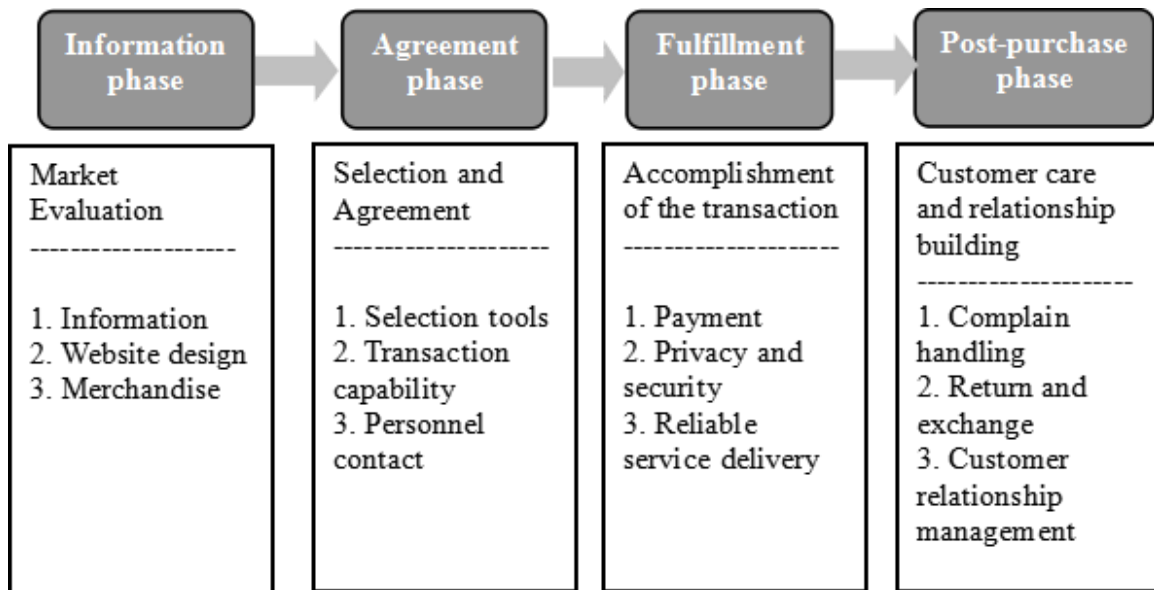 Information
phase
Agreement
phase
Fulfillment
phase
Post-purchase
phase
Market
Evaluation
---------------------
1. Information
2. Website design
3. Merchandise
Selection and
Agreement
----------------------
1. Selection tools
2. Transaction
capability
3. Personnel
contact
Accomplishment
of the transaction
----------------------
1. Payment
2. Privacy and
security
3. Reliable
service delivery
Customer care
and relationship
building
----------------------
1. Complain
handling
2. Return and
exchange
3. Customer
relationship
management